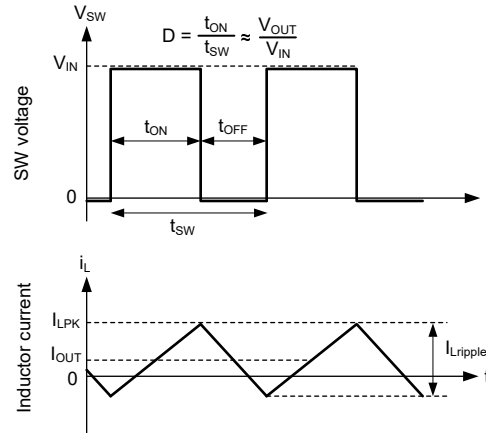 V_SW
D = t_ON / t_SW ≈ V_OUT / V_IN
V_IN
SW voltage
t_ON
t_OFF
0
t
t_SW
i_L
Inductor current
I_LPK
I_OUT
I_Lripple
0
t